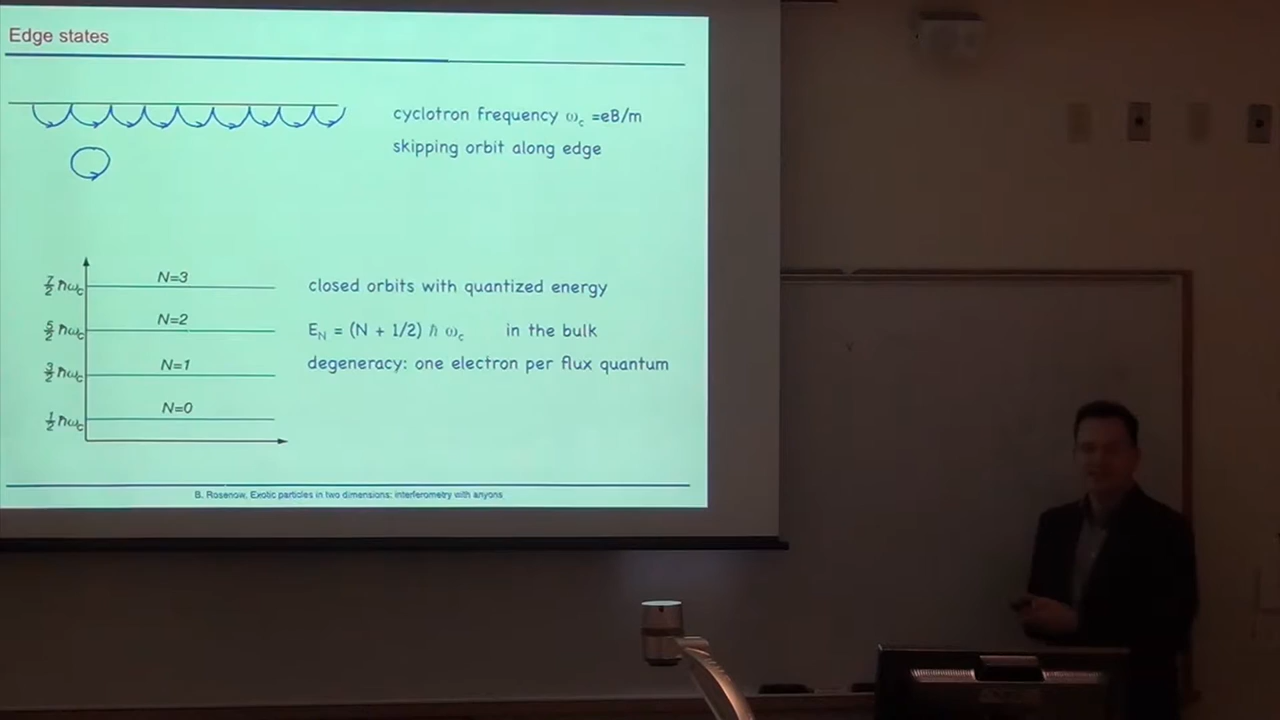 Edge states
cyclotron frequency ω_c =eB/m
skipping orbit along edge
7/2 ħω_c
N=3
closed orbits with quantized energy
5/2 ħω_c
N=2
E_N = (N + 1/2) ħ ω_c in the bulk
3/2 ħω_c
N=1
degeneracy: one electron per flux quantum
1/2 ħω_c
N=0
B. Rosenow, Exotic particles in two dimensions: interferometry with anyons